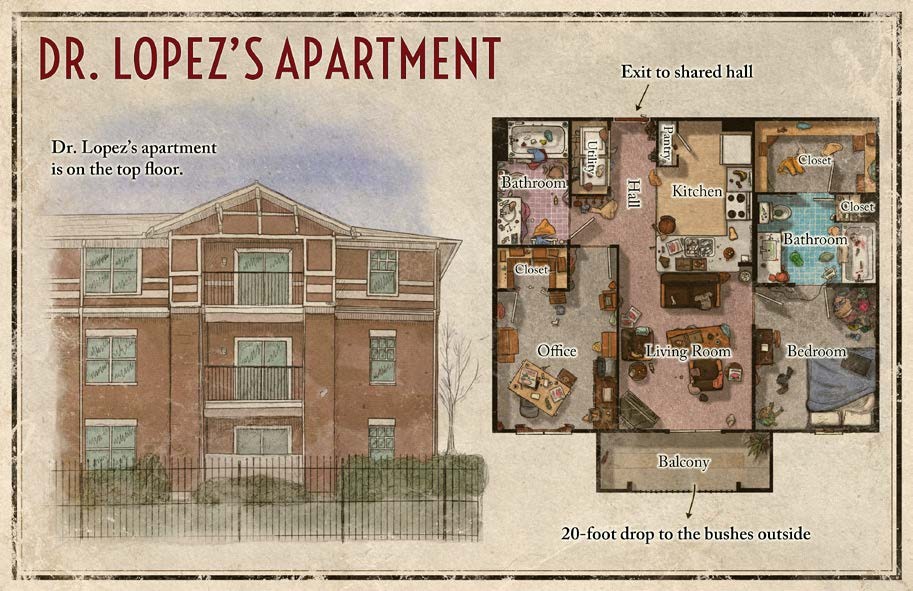 DR. LOPEZ'S APARTMENT
Dr. Lopez's apartment
is on the top floor.
Exit to shared hall
Bathroom
Utility
Hall
Pantry
Kitchen
Closet
Closet
Bathroom
Closet
Office
Living Room
Bedroom
Balcony
20-foot drop to the bushes outside